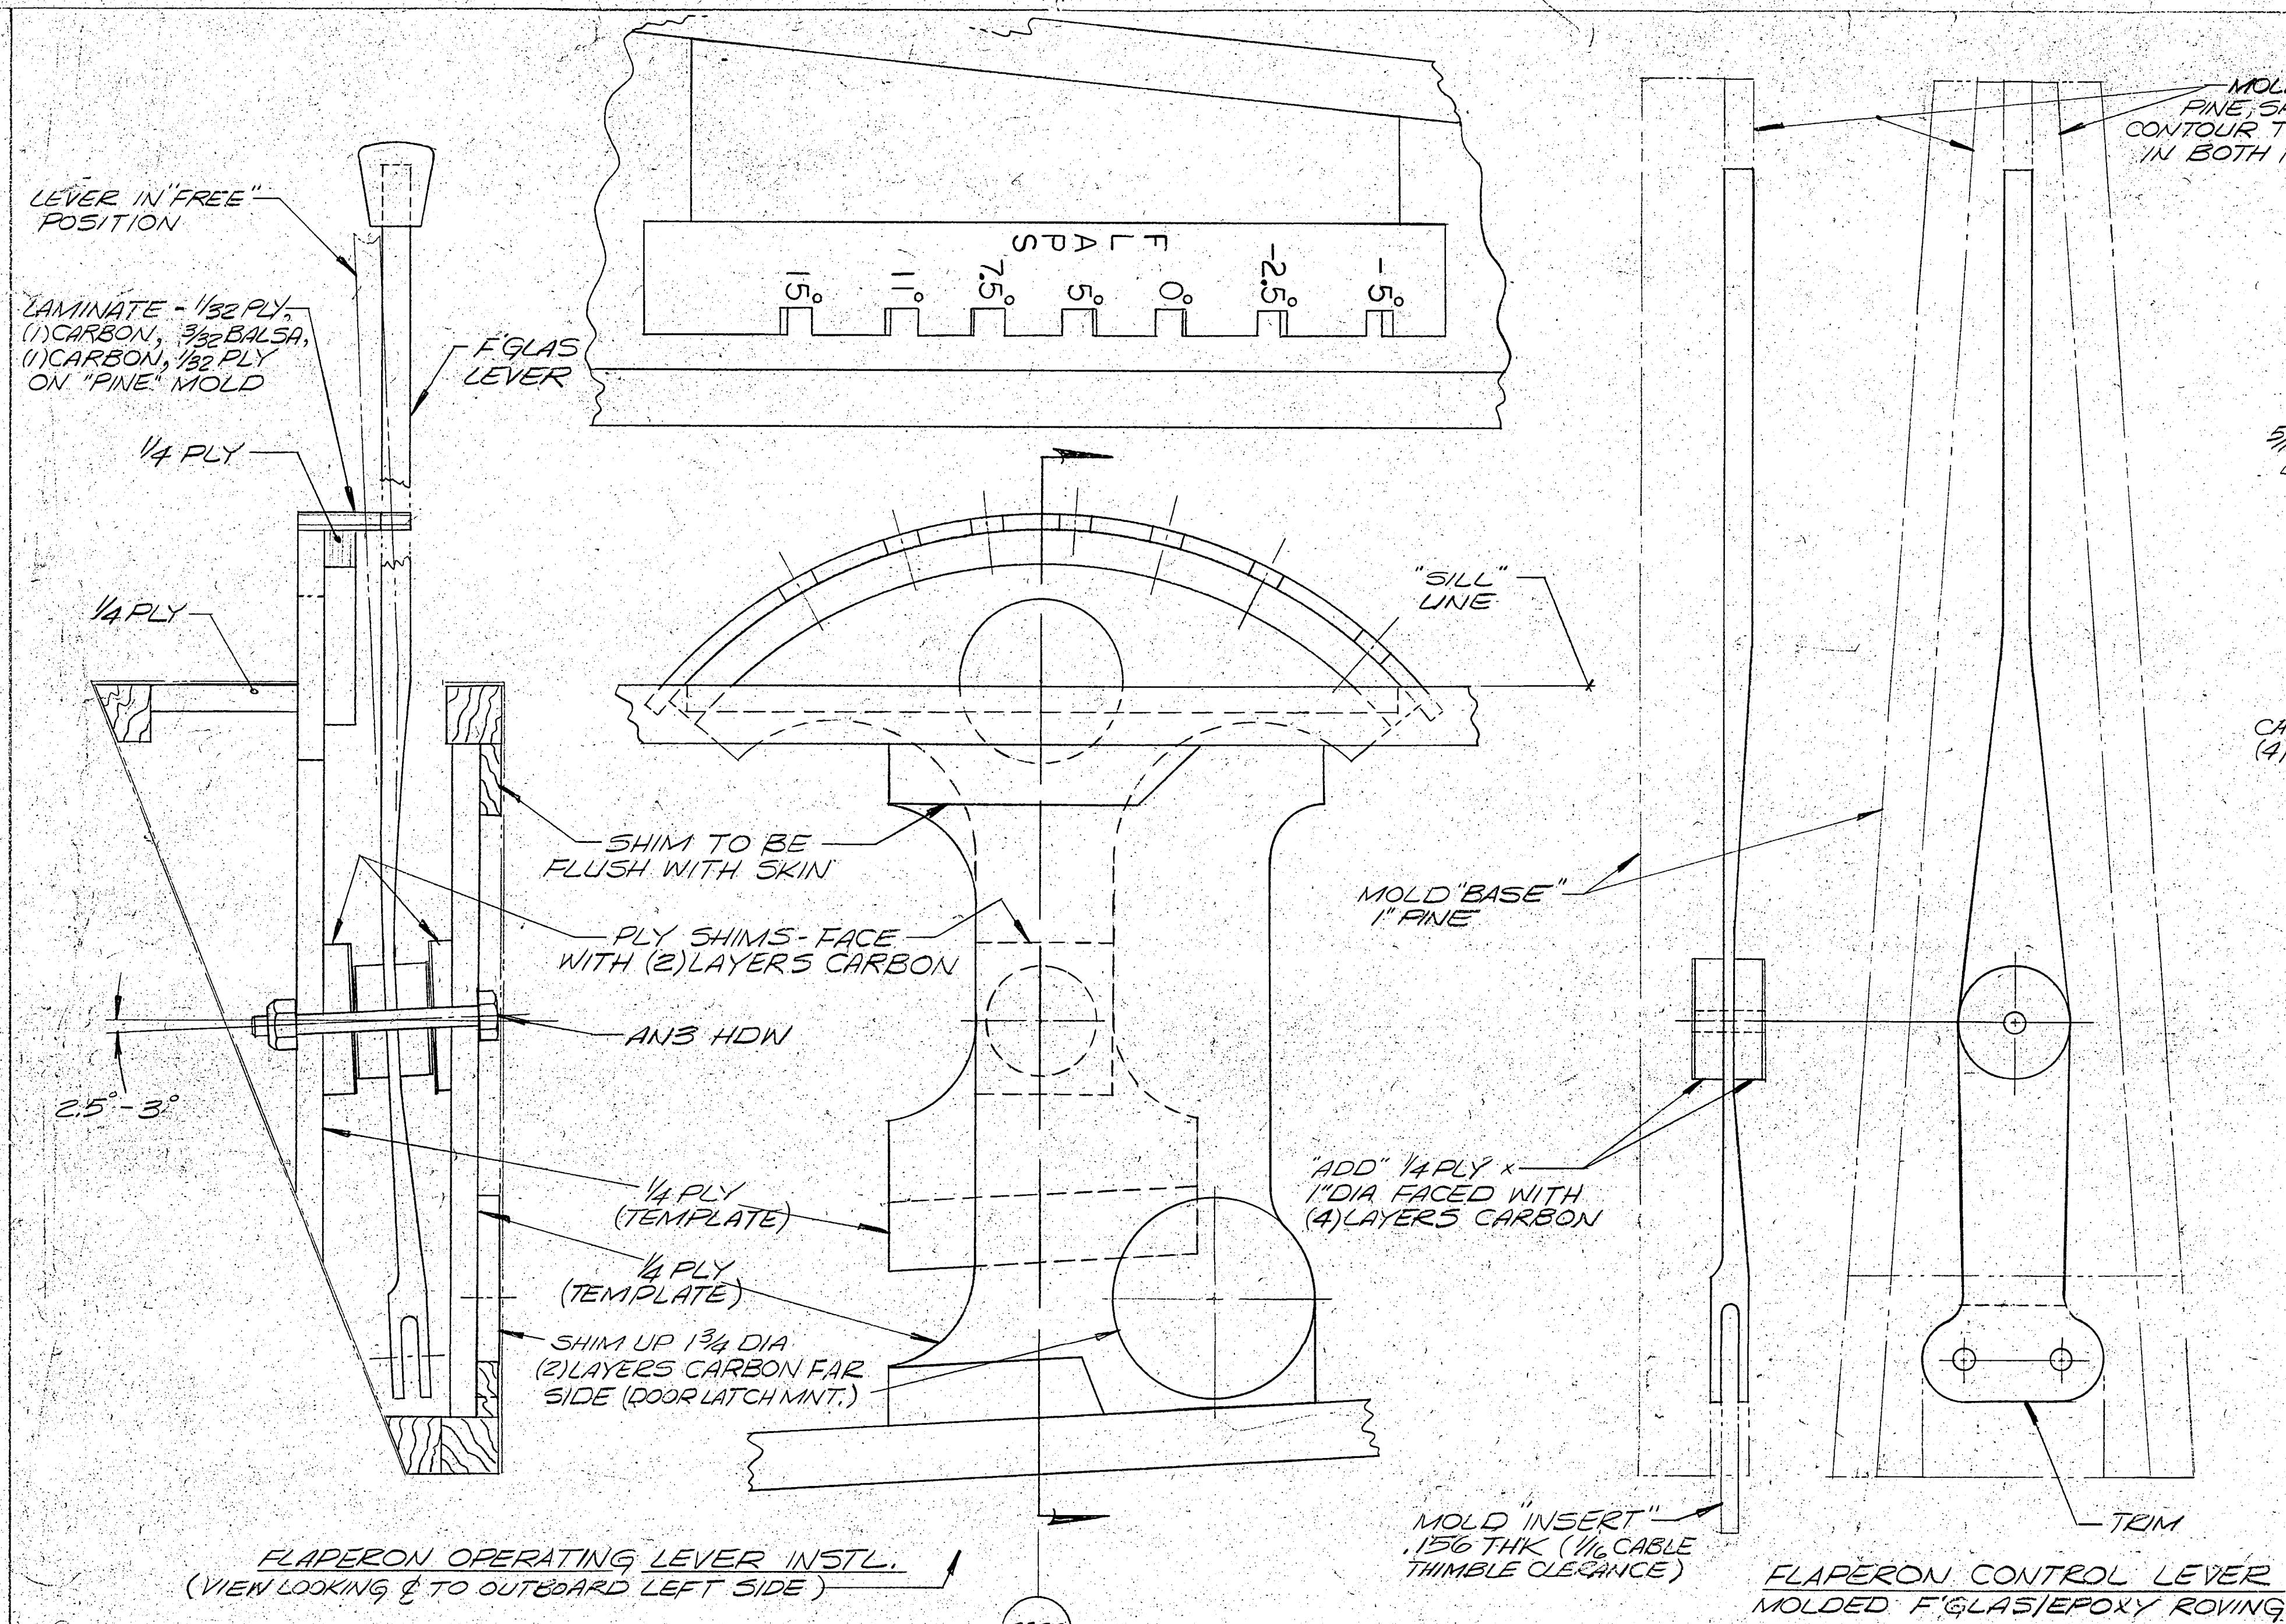 LEVER IN "FREE"
POSITION
LAMINATE - 1/32 PLY,
(1) CARBON, 3/32 BALSA,
(1) CARBON, 1/32 PLY
ON "PINE" MOLD
1/4 PLY
1/4 PLY
F'GLAS
LEVER
FLAPS
15° 11° 7.5° 5° 0° -2.5° -5°
"SILL"
LINE
SHIM TO BE
FLUSH WITH SKIN
PLY SHIMS - FACE
WITH (2) LAYERS CARBON
AN3 HDW
2.5° - 3°
1/4 PLY
(TEMPLATE)
1/4 PLY
(TEMPLATE)
SHIM UP 1 3/4 DIA
(2) LAYERS CARBON FAR
SIDE (DOOR LATCH MNT.)
FLAPERON OPERATING LEVER INSTL.
(VIEW LOOKING ℄ TO OUTBOARD LEFT SIDE)
PINE,
CONTOUR
IN BOTH
MOLD "BASE"
1" PINE
"ADD" 1/4 PLY x
1" DIA FACED WITH
(4) LAYERS CARBON
MOLD "INSERT"
.156 THK (1/16 CABLE
THIMBLE CLERANCE)
TRIM
FLAPERON CONTROL LEVER
MOLDED F'GLAS/EPOXY ROVING
(4)